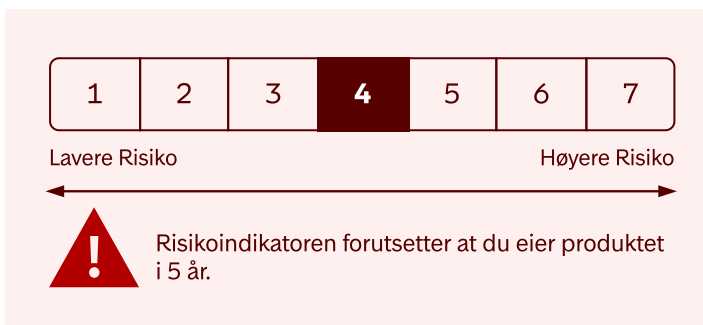 1 2 3 4 5 6 7
Lavere Risiko Høyere Risiko
!
Risikoindikatoren forutsetter at du eier produktet
i 5 år.